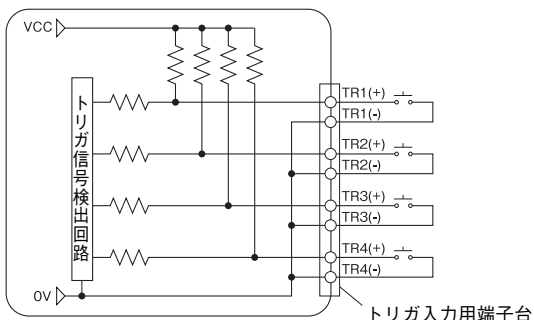 VCC
トリガ信号検出回路
TR1(+)
TR1(-)
TR2(+)
TR2(-)
TR3(+)
TR3(-)
TR4(+)
TR4(-)
0V
トリガ入力用端子台